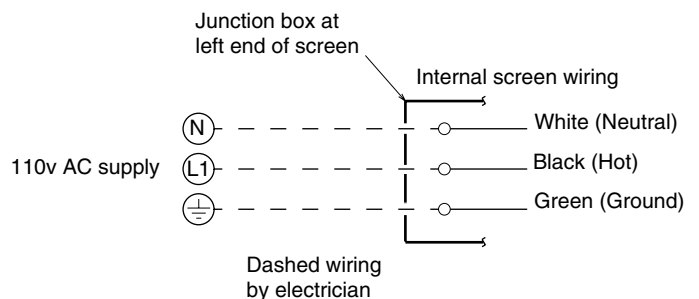 Junction box at
left end of screen
Internal screen wiring
N
White (Neutral)
110v AC supply
L1
Black (Hot)
Green (Ground)
Dashed wiring
by electrician